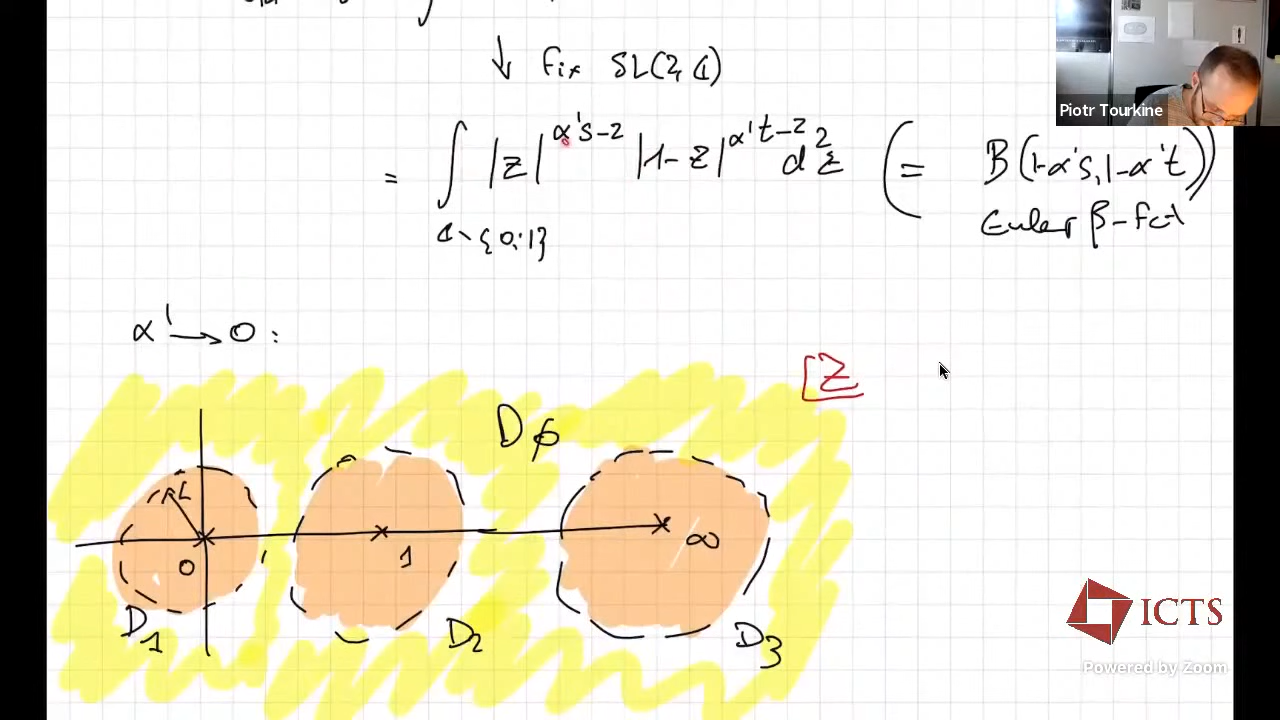 ↓ Fix SL(2,ℂ)
Piotr Tourkine
= ∫ |z|^{α's-2} |1-z|^{α't-2} d²z (= B(1-α's, 1-α't))
ℂ\{0,1} Euler β-fct
α' → 0 :
z
D∅
L
0
1
∞
D1
D2
D3
ICTS
Powered by Zoom